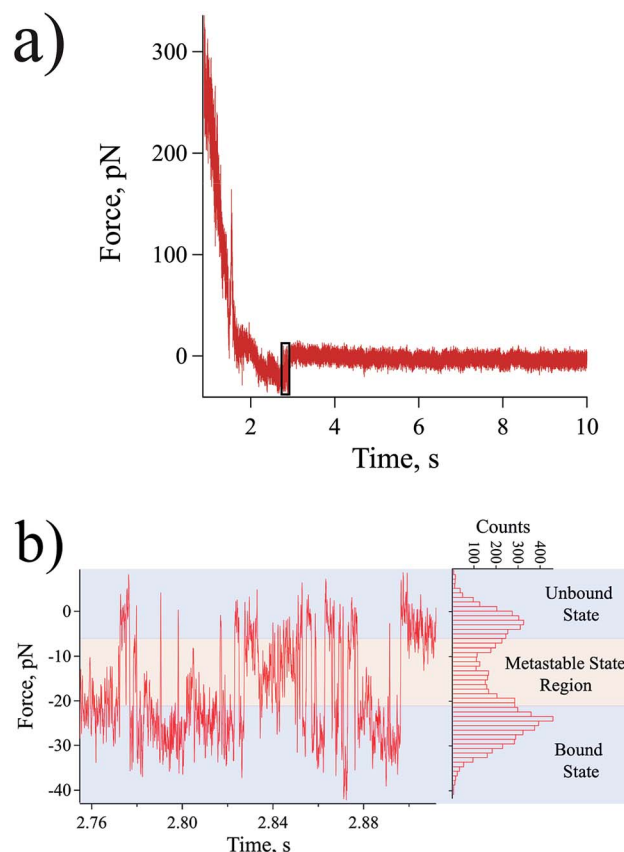 a)
300
200
100
0
Force, pN
2
4
6
8
10
Time, s
b)
Counts
100
200
300
400
0
-10
-20
-30
-40
Force, pN
Unbound
State
Metastable State
Region
Bound
State
2.76
2.80
2.84
2.88
Time, s